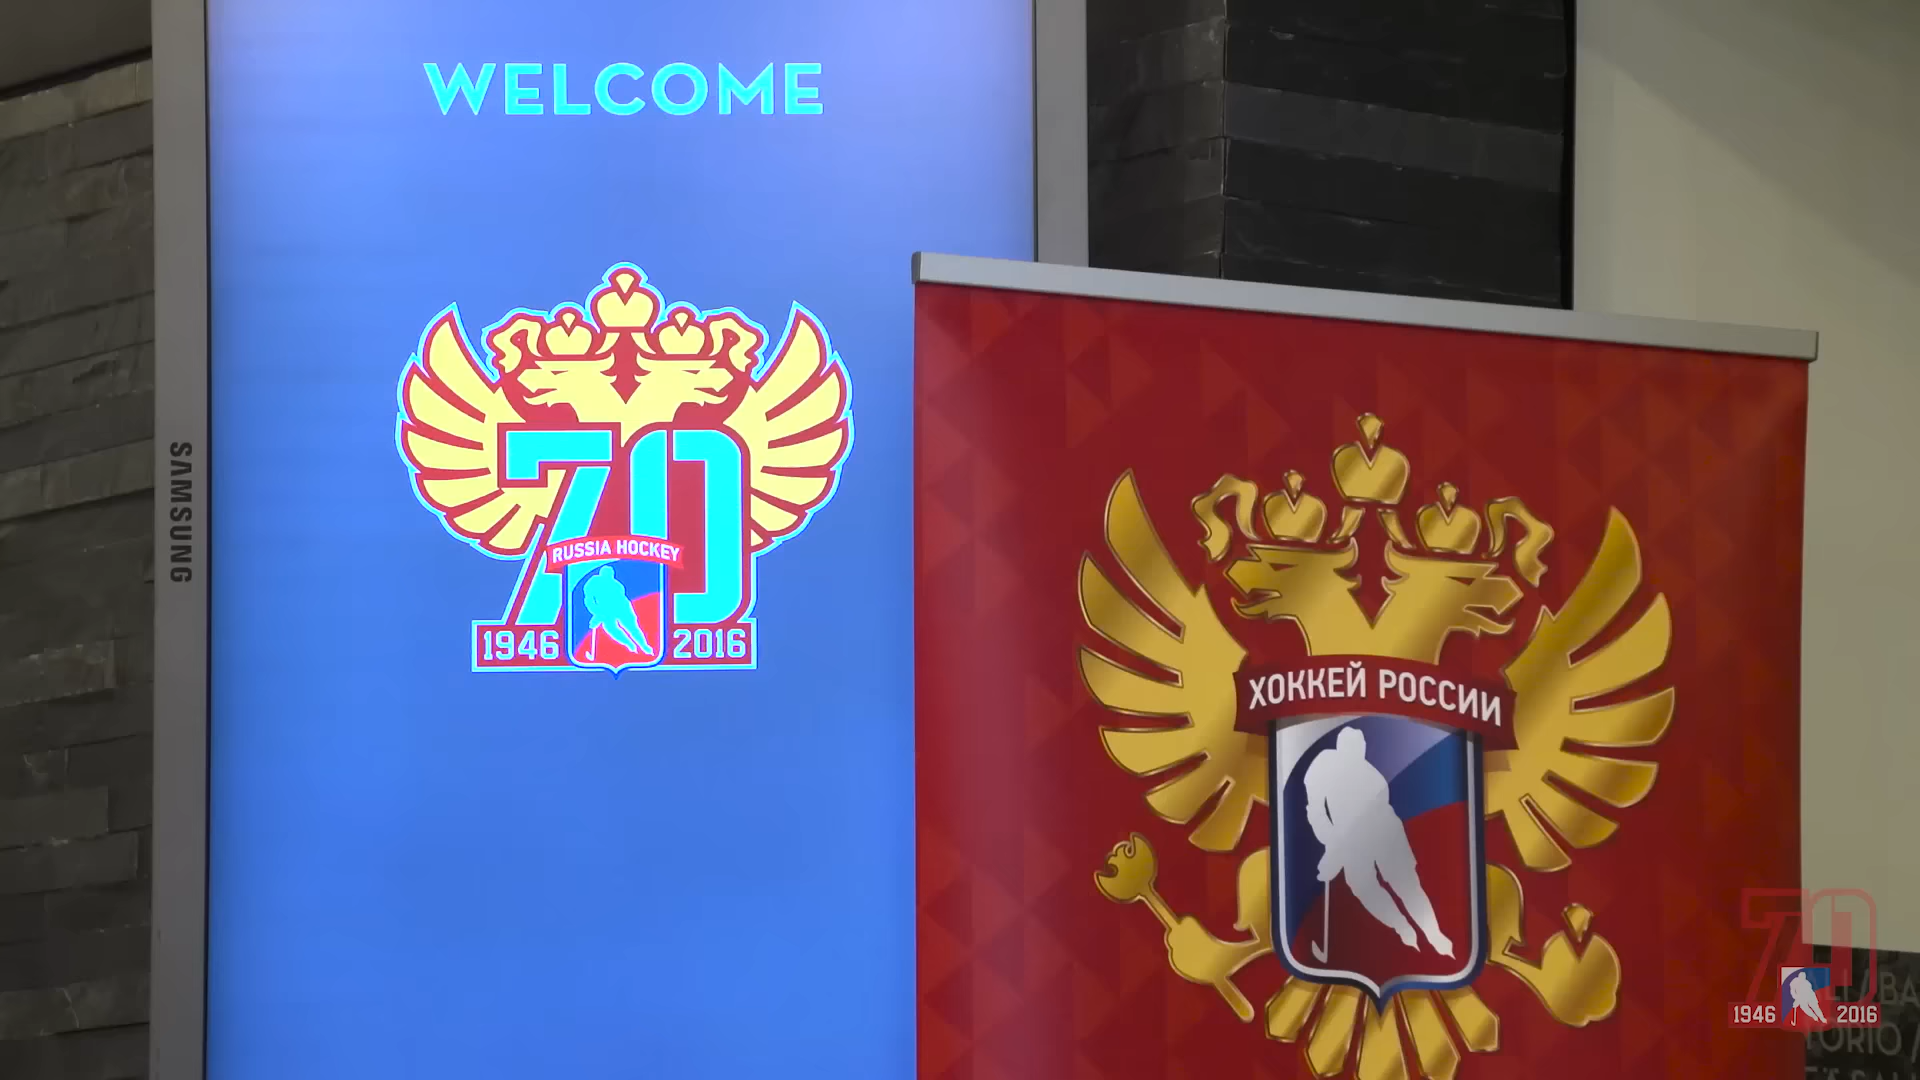 WELCOME
70
RUSSIA HOCKEY
1946 2016
SAMSUNG
ХОККЕЙ РОССИИ
70
1946 2016